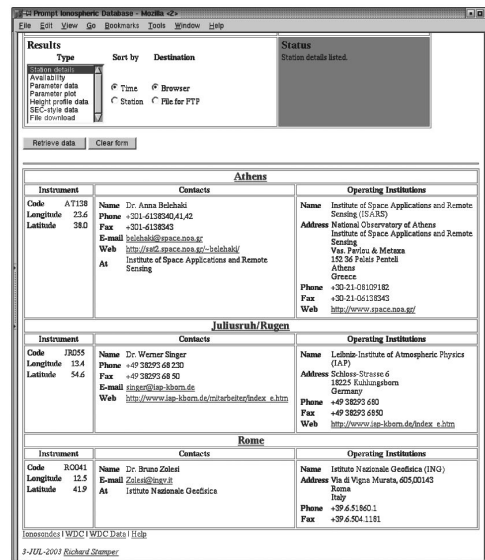 Prompt Ionospheric Database - Mozilla <2>
File Edit View Go Bookmarks Tools Window Help
Results
Type Sort by Destination
Station details
Availability
Parameter data
Parameter plot
Height profile data
SEC-style data
File download
Time Browser
Station File for FTP
Status
Station details listed.
Retrieve data Clear form
Athens
Instrument Contacts Operating Institutions
Code AT138
Longitude 23.6
Latitude 38.0
Name Dr. Anna Belehaki
Phone +301-6138340,41,42
Fax +301-6138343
E-mail belehaki@space.noa.gr
Web http://sat2.space.noa.gr/~belehaki/
At Institute of Space Applications and Remote
Sensing
Name Institute of Space Applications and Remote
Sensing (ISARS)
Address National Observatory of Athens
Institute of Space Applications and Remote
Sensing
Vas. Pavlou & Metaxa
152 36 Palais Penteli
Athens
Greece
Phone +30-21-08109182
Fax +30-21-06138343
Web http://www.space.noa.gr/
Juliusruh/Rugen
Instrument Contacts Operating Institutions
Code JR055
Longitude 13.4
Latitude 54.6
Name Dr. Werner Singer
Phone +49 38293 68 230
Fax +49 38293 68 50
E-mail singer@iap-kborn.de
Web http://www.iap-kborn.de/mitarbeiter/index_e.htm
Name Leibniz-Institute of Atmospheric Physics
(IAP)
Address Schloss-Strasse 6
18225 Kuhlungsborn
Germany
Phone +49 38293 680
Fax +49 38293 6850
Web http://www.iap-kborn.de/index_e.htm
Rome
Instrument Contacts Operating Institutions
Code RO041
Longitude 12.5
Latitude 41.9
Name Dr. Bruno Zolesi
E-mail Zolesi@ingv.it
At Istituto Nazionale Geofisica
Name Istituto Nazionale Geofisica (ING)
Address Via di Vigna Murata, 605,00143
Roma
Italy
Phone +39.6.51860.1
Fax +39.6.504.1181
Ionosondes | WDC | WDC Data | Help
3-JUL-2003 Richard Stamper